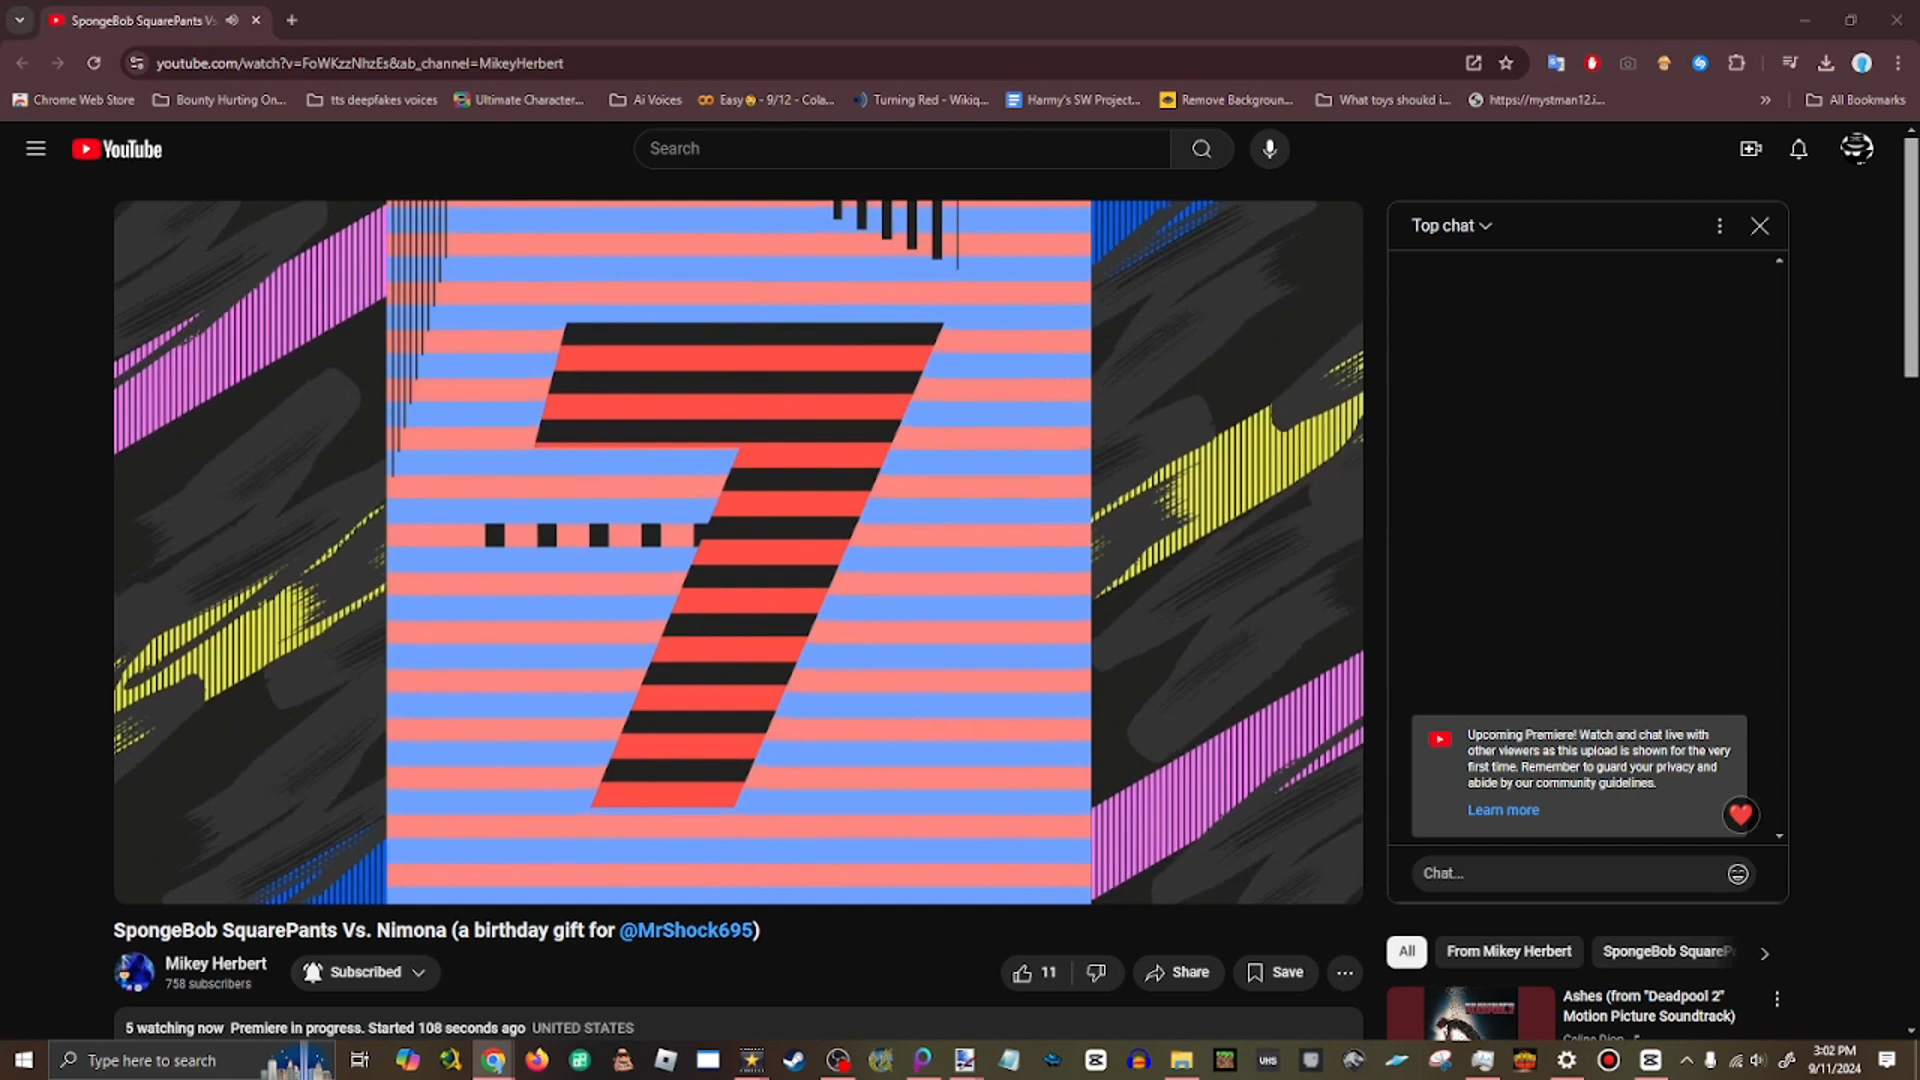 SpongeBob SquarePants Vs
youtube.com/watch?v=FoWKzzNhzEs&ab_channel=MikeyHerbert
Chrome Web Store
Bounty Hurting On...
tts deepfakes voices
Ultimate Character...
Ai Voices
Easy - 9/12 - Cola...
Turning Red - Wikiq...
Harmy's SW Project...
Remove Backgroun...
What toys shoukd i...
https://mystman12.i...
»
All Bookmarks
YouTube
Search
7
Top chat
Upcoming Premiere! Watch and chat live with
other viewers as this upload is shown for the very
first time. Remember to guard your privacy and
abide by our community guidelines.
Learn more
Chat...
SpongeBob SquarePants Vs. Nimona (a birthday gift for @MrShock695)
Mikey Herbert
758 subscribers
Subscribed
11
Share
Save
All
From Mikey Herbert
SpongeBob SquareP
5 watching now Premiere in progress. Started 108 seconds ago UNITED STATES
Ashes (from "Deadpool 2"
Motion Picture Soundtrack)
Type here to search
VHS
3:02 PM
9/11/2024